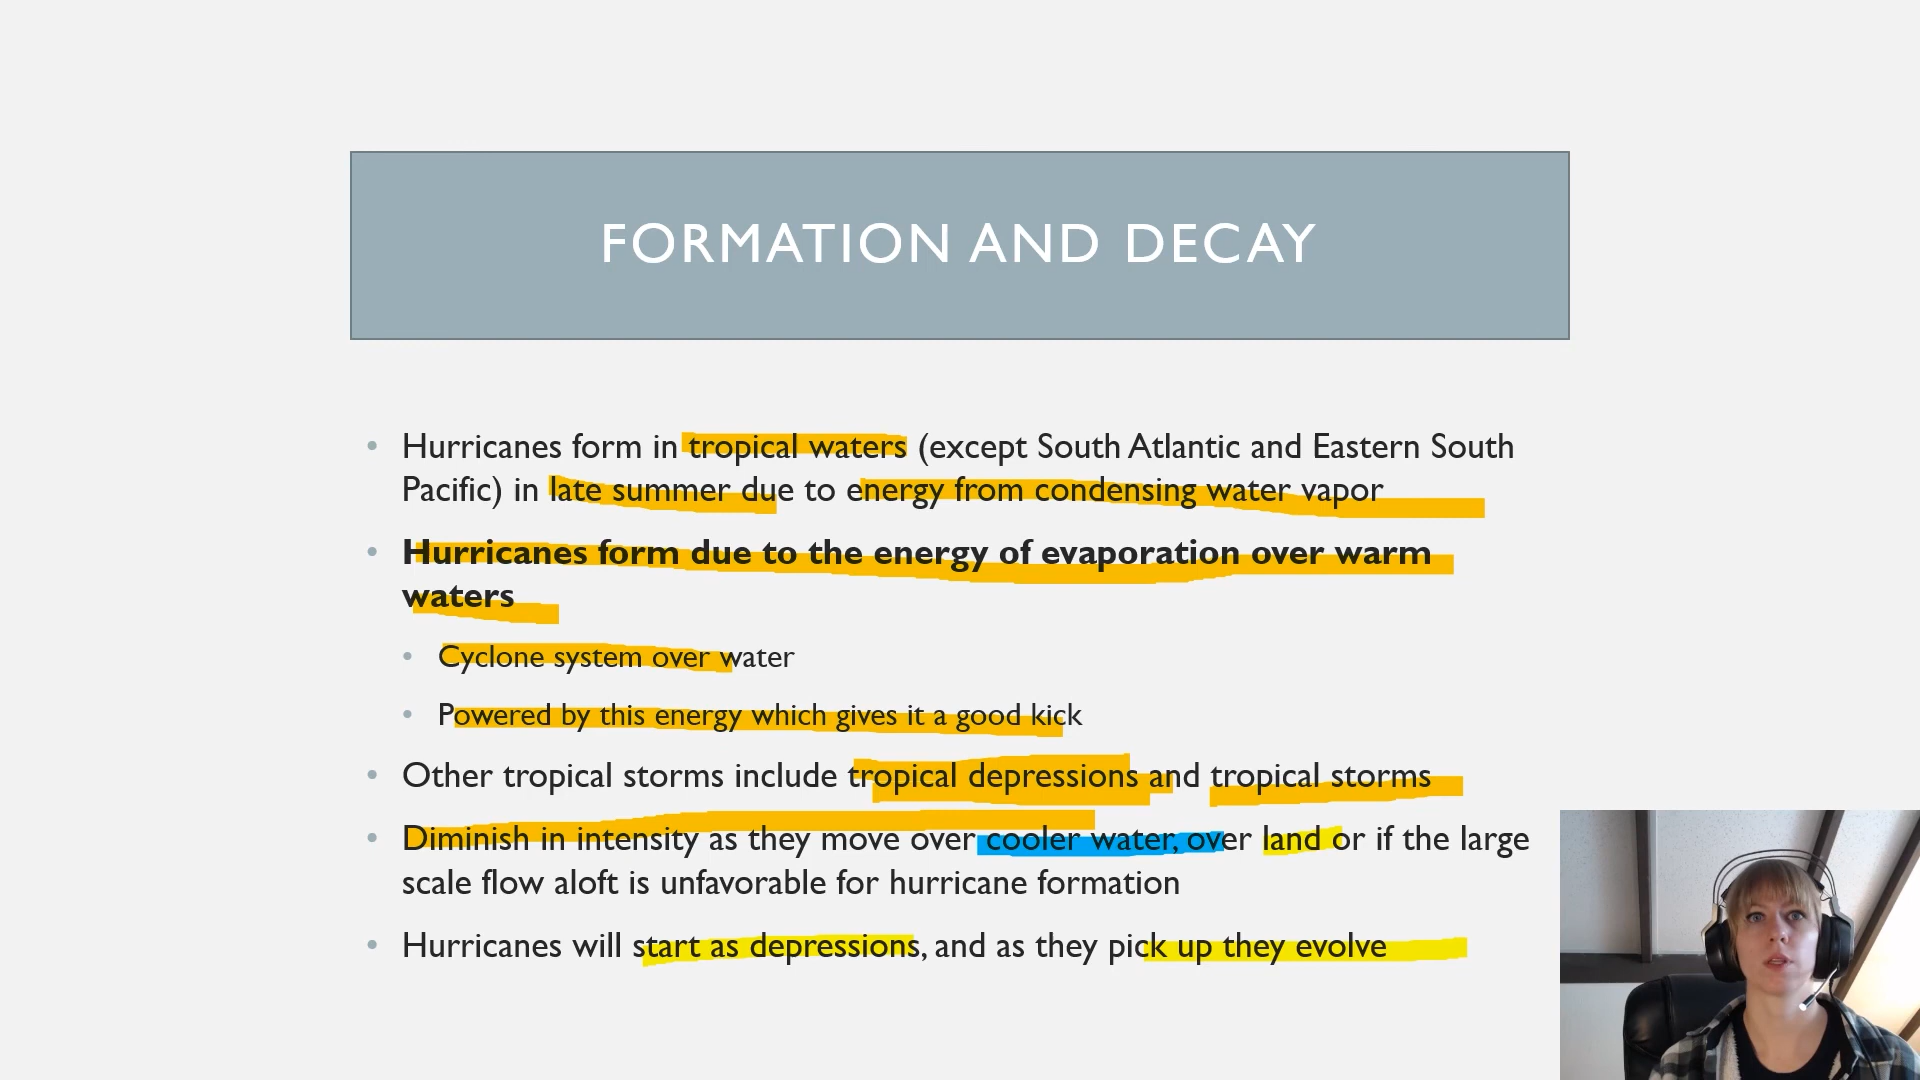 FORMATION AND DECAY
• Hurricanes form in tropical waters (except South Atlantic and Eastern South
Pacific) in late summer due to energy from condensing water vapor
• Hurricanes form due to the energy of evaporation over warm
waters
• Cyclone system over water
• Powered by this energy which gives it a good kick
• Other tropical storms include tropical depressions and tropical storms
• Diminish in intensity as they move over cooler water, over land or if the large
scale flow aloft is unfavorable for hurricane formation
• Hurricanes will start as depressions, and as they pick up they evolve